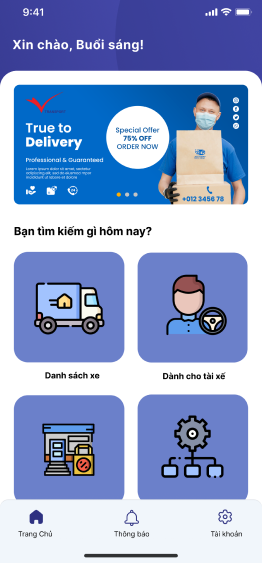 9:41
Xin chào, Buổi sáng!
True to
Delivery
Professional & Guaranteed
Special Offer
75% OFF
ORDER NOW
+012 3456 78
Bạn tìm kiếm gì hôm nay?
Danh sách xe
Dành cho tài xế
Trang Chủ
Thông báo
Tài khoản